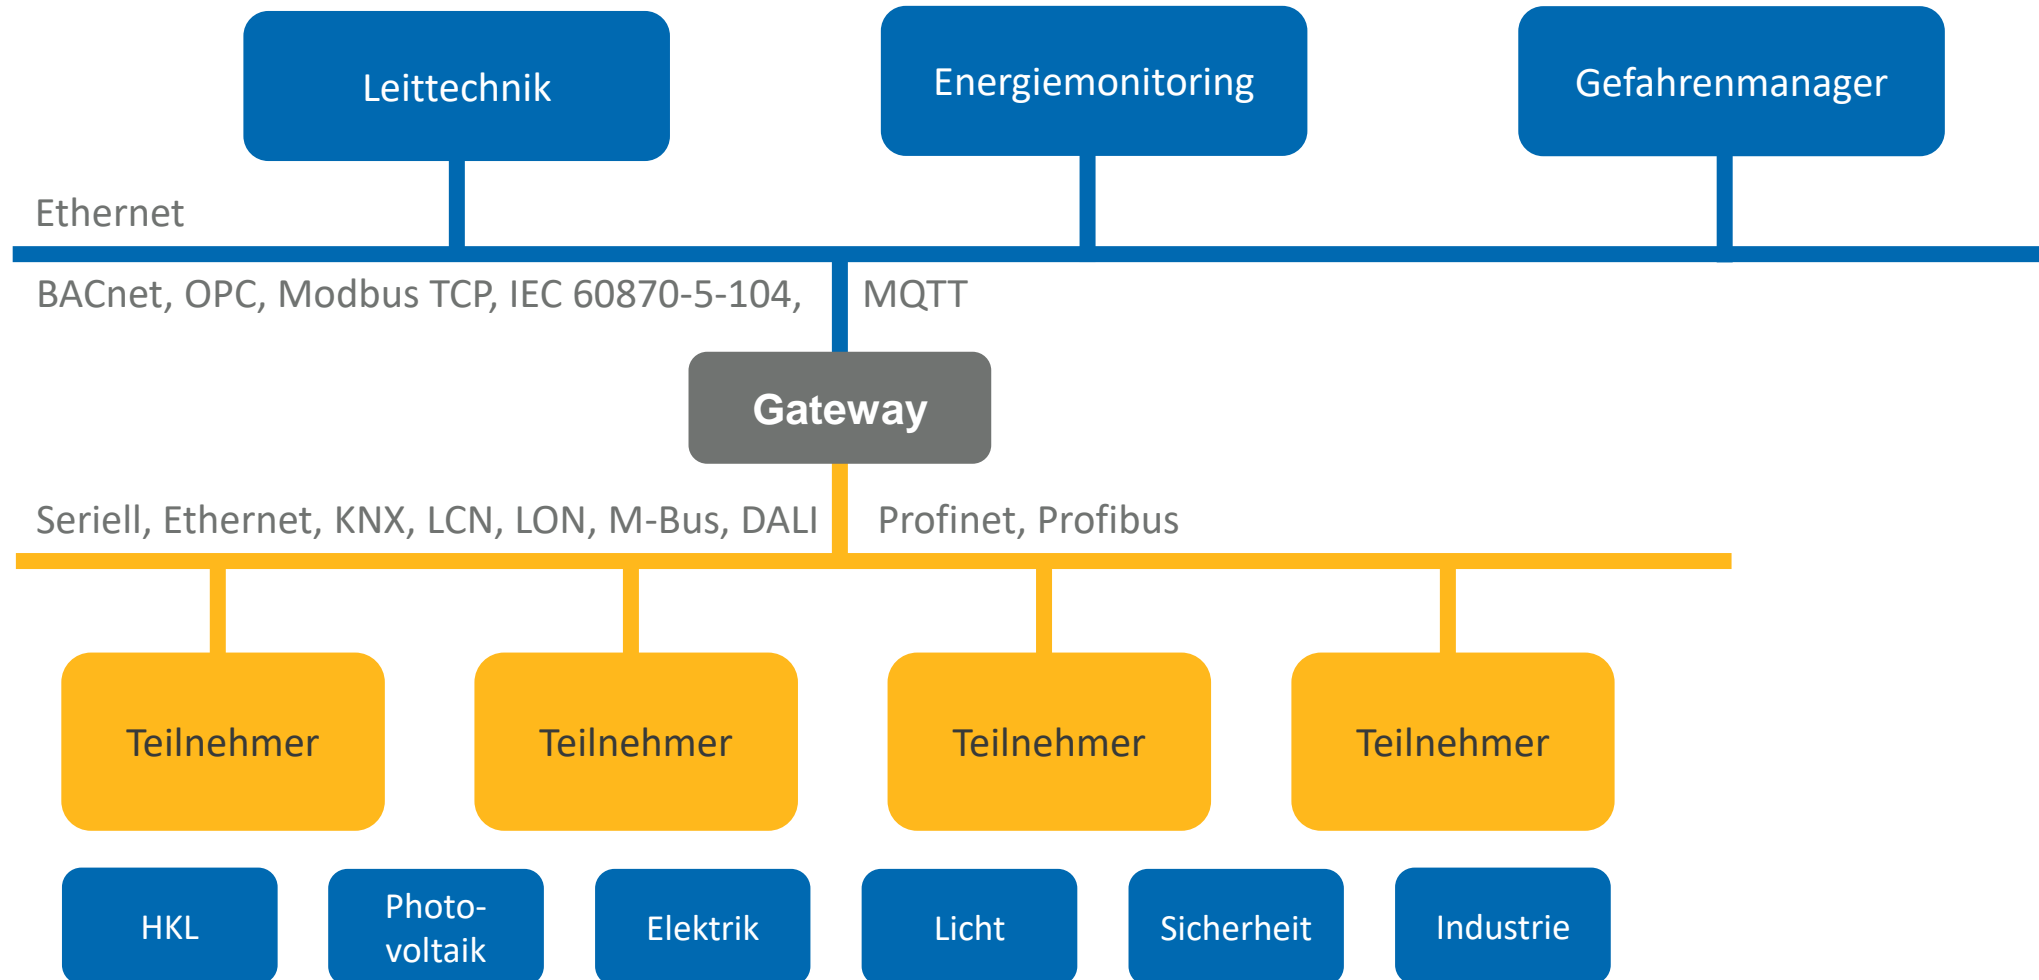 Leittechnik
Energiemonitoring
Gefahrenmanager
Ethernet
BACnet, OPC, Modbus TCP, IEC 60870-5-104, MQTT
Gateway
Seriell, Ethernet, KNX, LCN, LON, M-Bus, DALI Profinet, Profibus
Teilnehmer
Teilnehmer
Teilnehmer
Teilnehmer
HKL
Photo-
voltaik
Elektrik
Licht
Sicherheit
Industrie